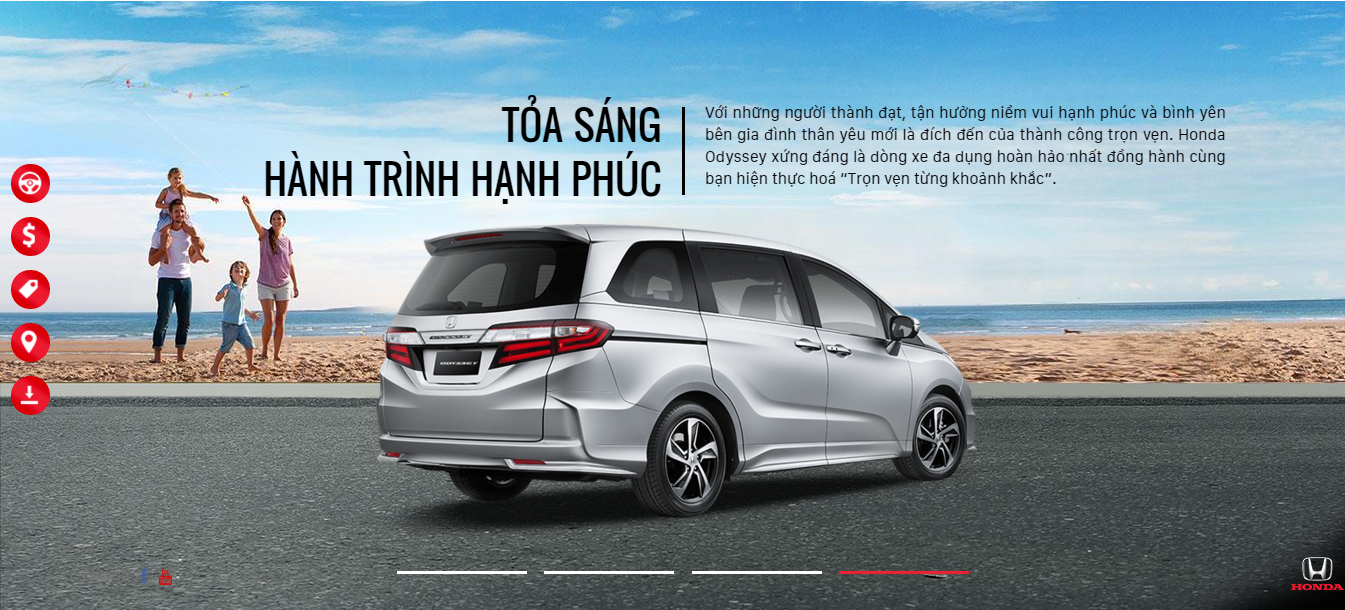 TỎA SÁNG
HÀNH TRÌNH HẠNH PHÚC
Với những người thành đạt, tận hưởng niềm vui hạnh phúc và bình yên
bên gia đình thân yêu mới là đích đến của thành công trọn vẹn. Honda
Odyssey xứng đáng là dòng xe đa dụng hoàn hảo nhất đồng hành cùng
bạn hiện thực hoá “Trọn vẹn từng khoảnh khắc”.
ODYSSEY
ODYSSEY
HONDA